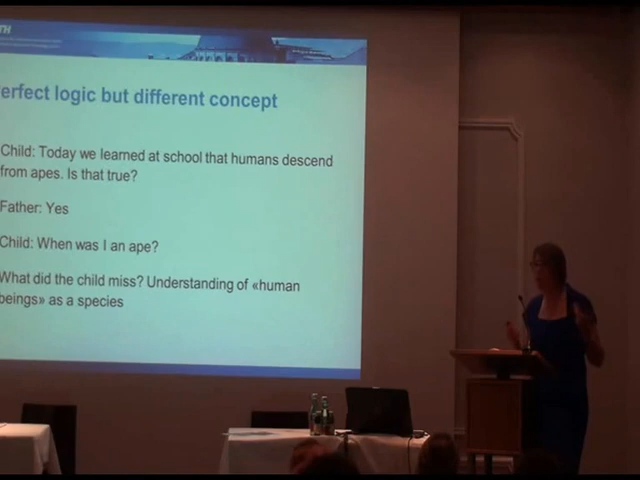 TH
erfect logic but different concept
Child: Today we learned at school that humans descend
from apes. Is that true?
Father: Yes
Child: When was I an ape?
What did the child miss? Understanding of «human
beings» as a species